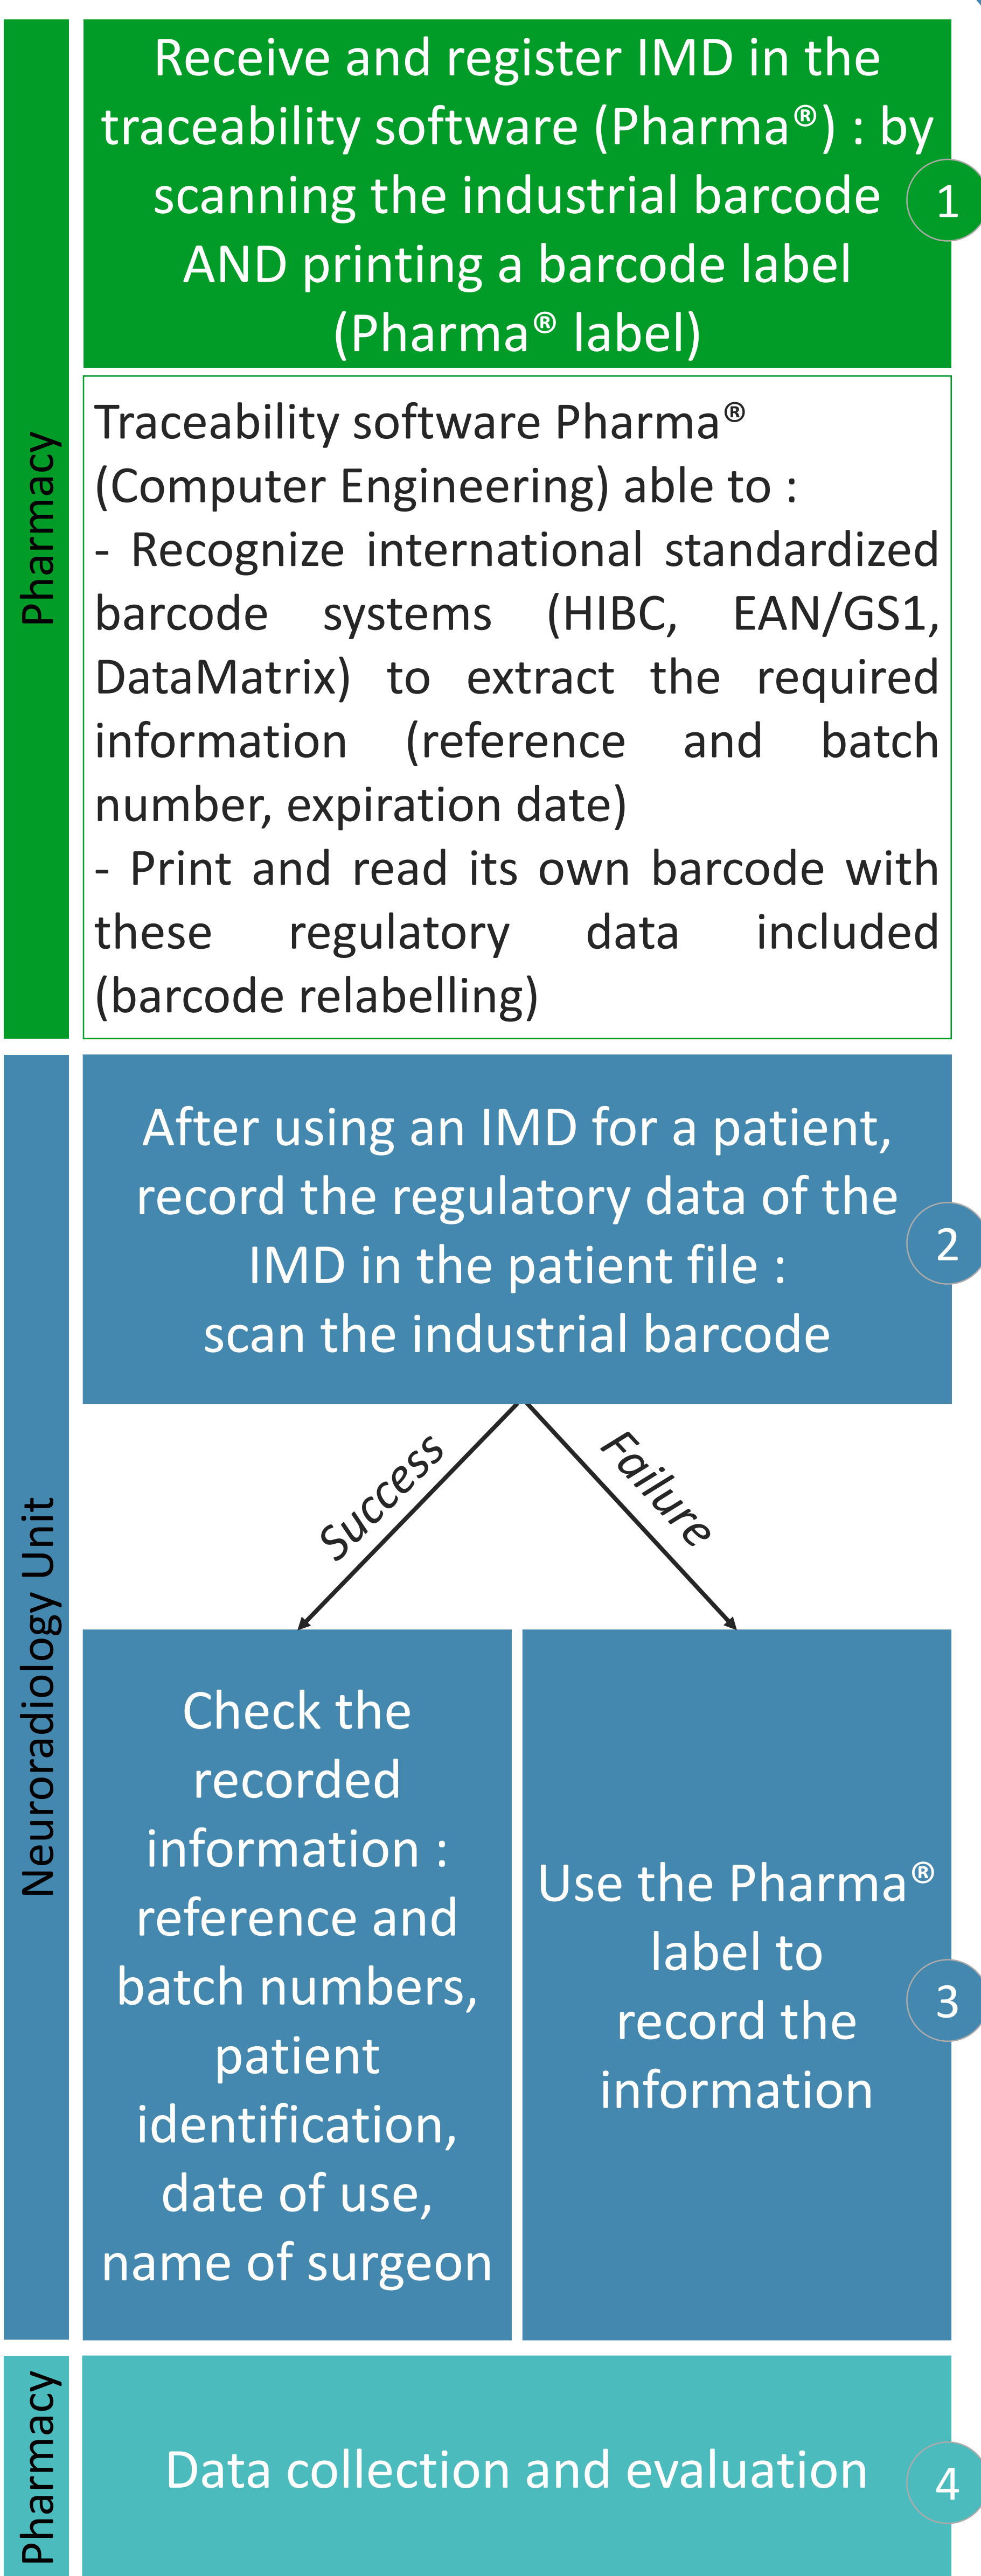 Pharmacy
Receive and register IMD in the
traceability software (Pharma®) : by
scanning the industrial barcode
AND printing a barcode label
(Pharma® label)
1
Traceability software Pharma®
(Computer Engineering) able to :
- Recognize international standardized
barcode systems (HIBC, EAN/GS1,
DataMatrix) to extract the required
information (reference and batch
number, expiration date)
- Print and read its own barcode with
these regulatory data included
(barcode relabelling)
Neuroradiology Unit
After using an IMD for a patient,
record the regulatory data of the
IMD in the patient file :
scan the industrial barcode
2
Success
Failure
Check the
recorded
information :
reference and
batch numbers,
patient
identification,
date of use,
name of surgeon
Use the Pharma®
label to
record the
information
3
Pharmacy
Data collection and evaluation
4